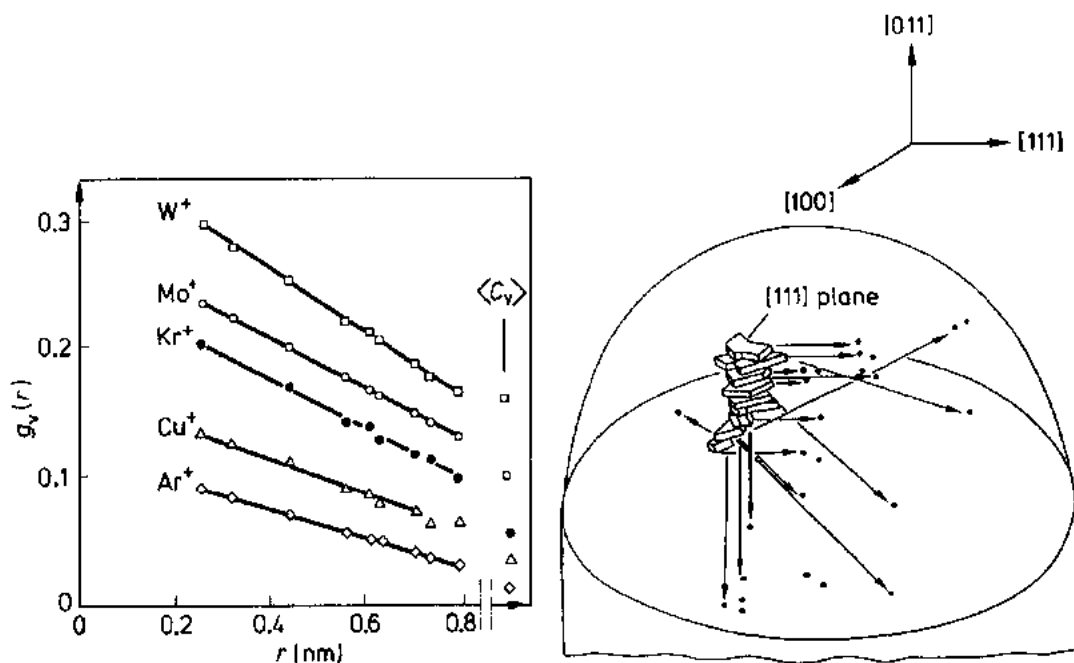 0.3
0.2
0.1
0
g_v(r)
W⁺
Mo⁺
Kr⁺
Cu⁺
Ar⁺
⟨C_v⟩
0 0.2 0.4 0.6 0.8
r (nm)
[011]
[111]
[100]
[111] plane